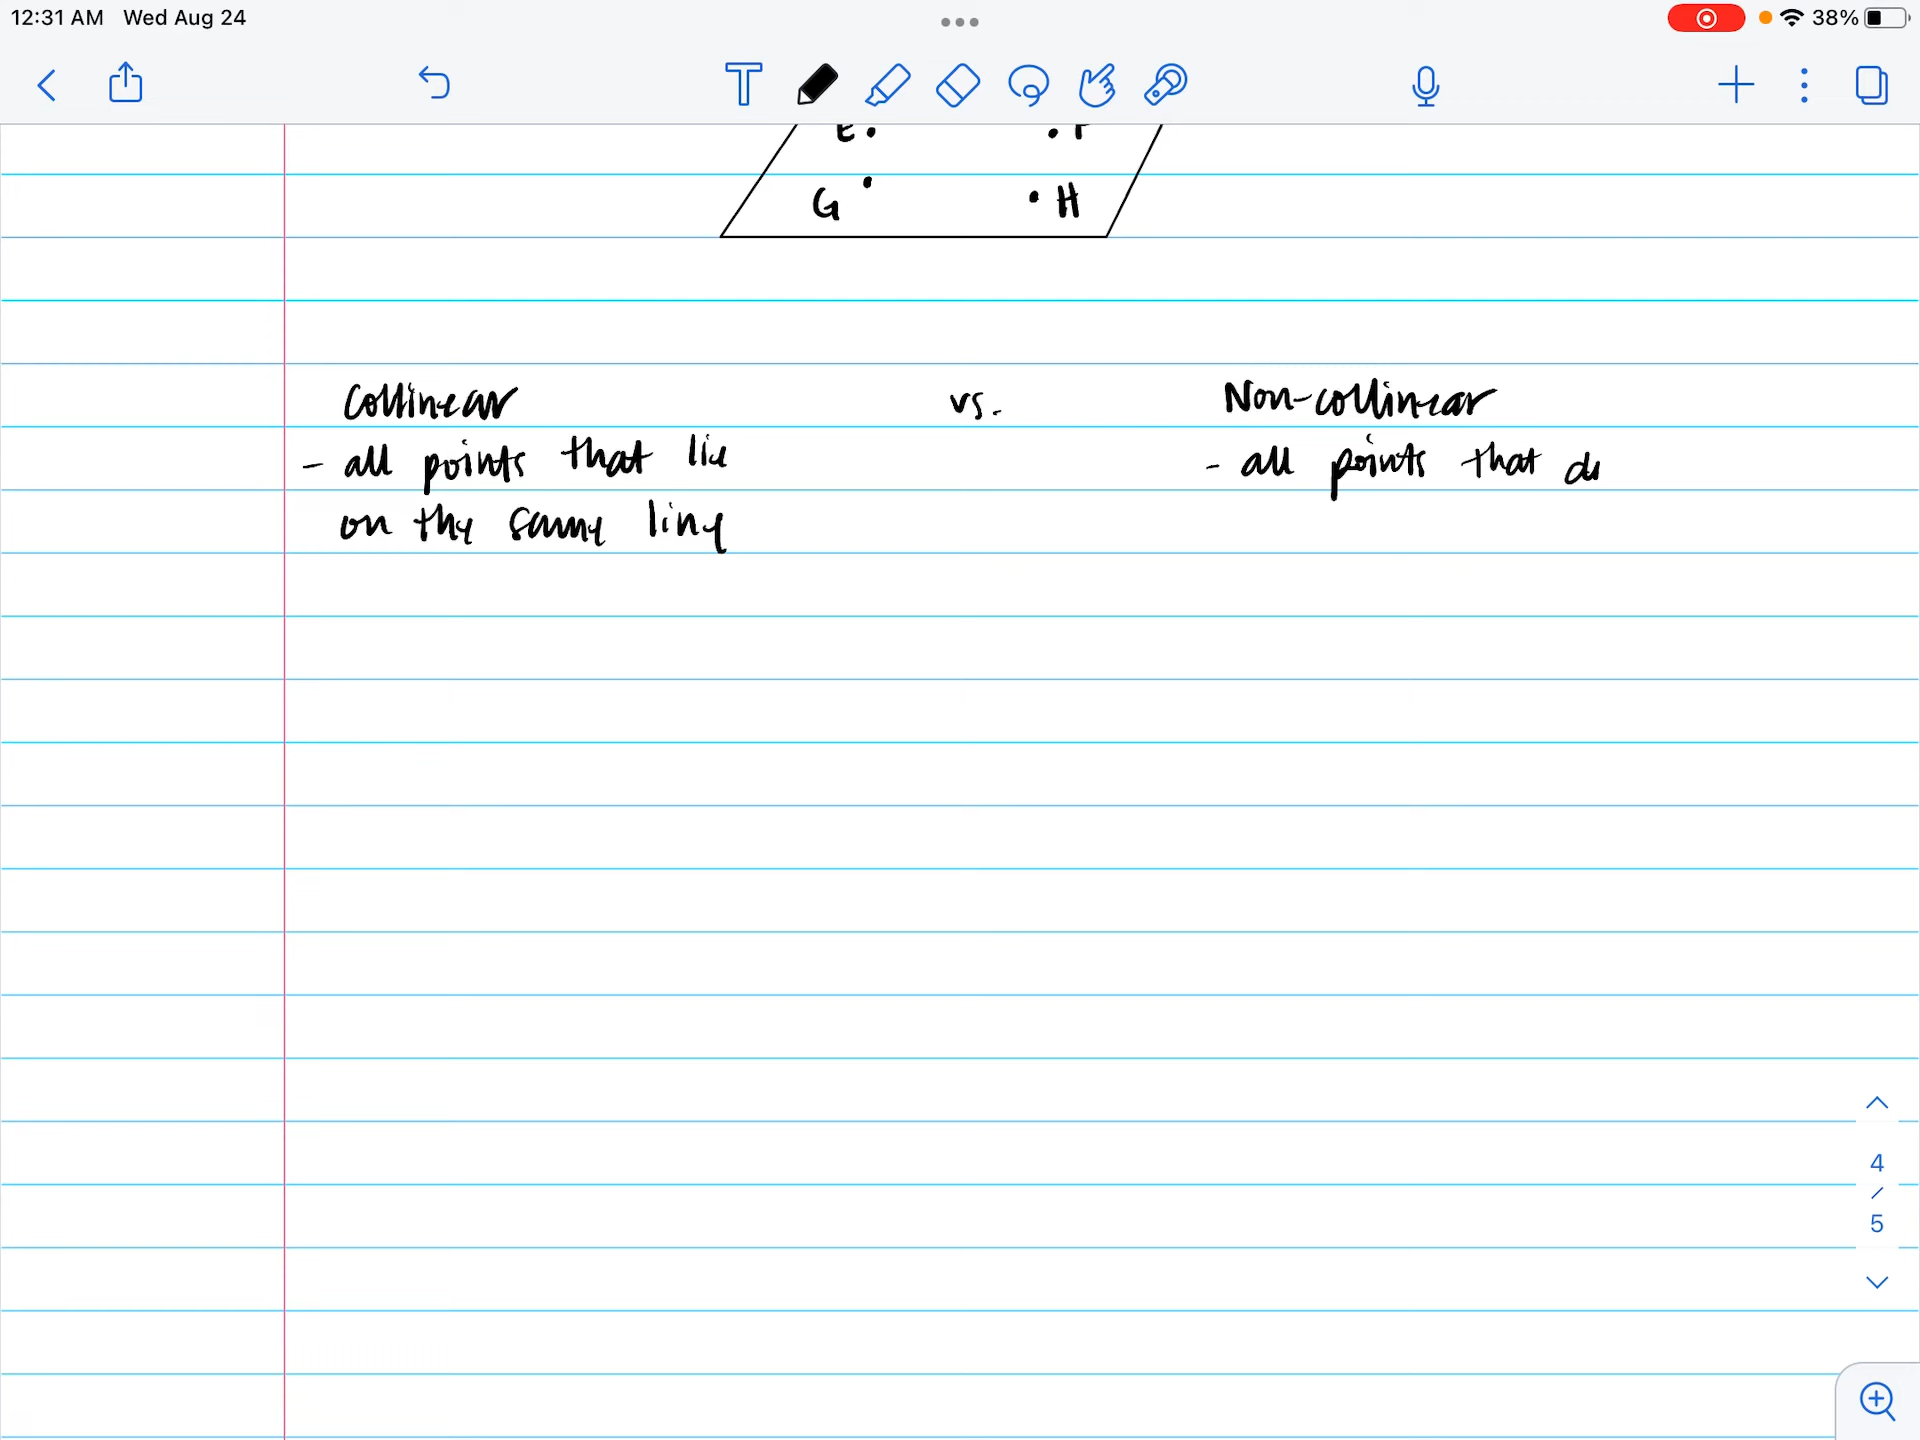 12:31 AM Wed Aug 24
38%
T
E. .F
G . . H
Collinear vs. Non-collinear
- all points that lie - all points that do
on the same line
4
/
5